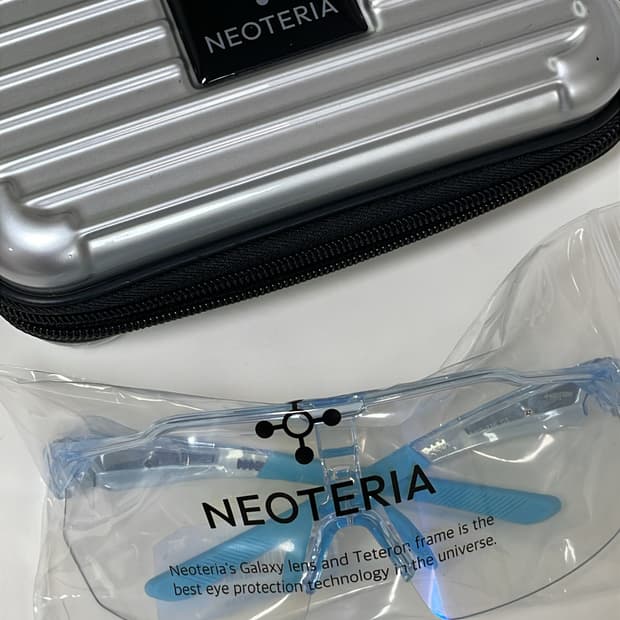 NEOTERIA
NEOTERIA
Neoteria's Galaxy lens and Teteron frame is the
best eye protection technology in the universe.